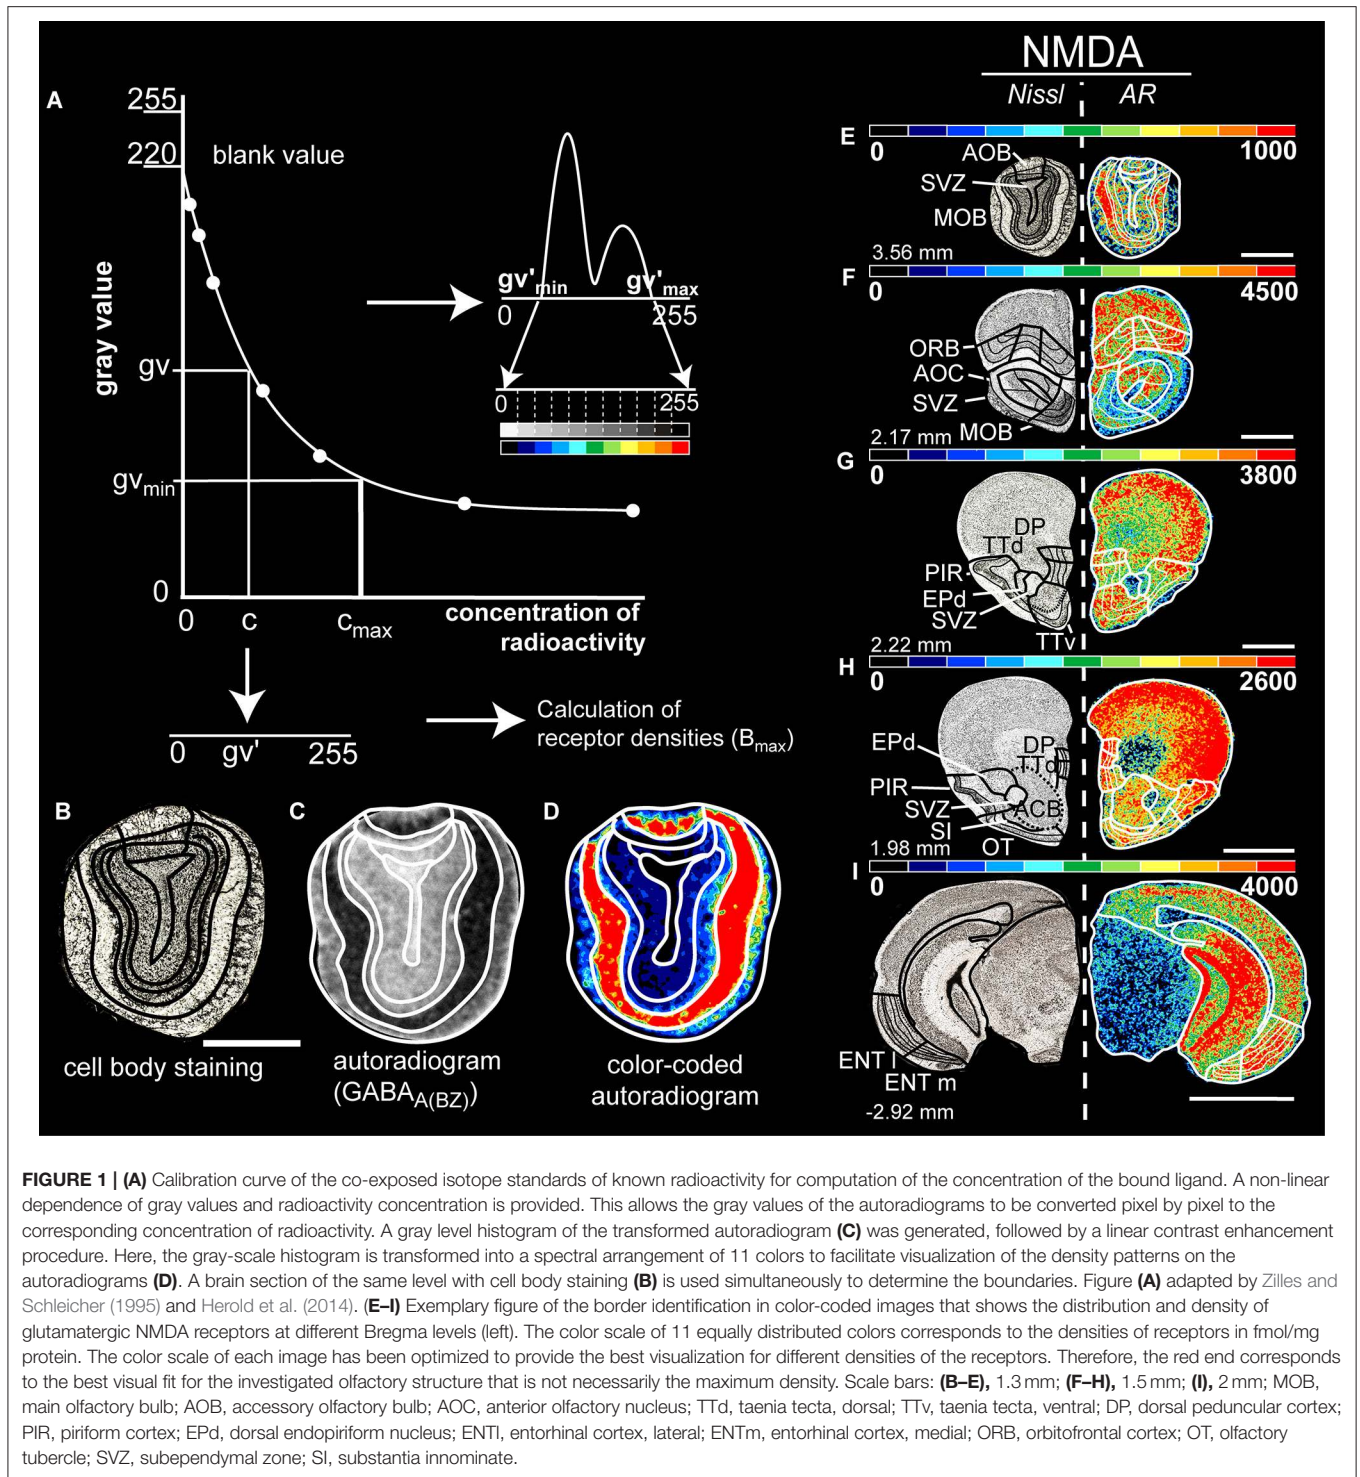 A
255
220
blank value
gray value
gv
gv min
0
0
c
c max
concentration of
radioactivity
gv' min
gv' max
0
255
0
255
0
gv'
255
Calculation of
receptor densities (B max)
B
cell body staining
C
autoradiogram
(GABA A(BZ))
D
color-coded
autoradiogram
NMDA
Nissl
AR
E
0
1000
AOB
SVZ
MOB
3.56 mm
F
0
4500
ORB
AOC
SVZ
MOB
2.17 mm
G
0
3800
DP
TTd
PIR
EPd
SVZ
TTv
2.22 mm
H
0
2600
EPd
DP
TTd
PIR
SVZ
ACB
SI
OT
1.98 mm
I
0
4000
ENT l
ENT m
-2.92 mm
FIGURE 1 | (A) Calibration curve of the co-exposed isotope standards of known radioactivity for computation of the concentration of the bound ligand. A non-linear
dependence of gray values and radioactivity concentration is provided. This allows the gray values of the autoradiograms to be converted pixel by pixel to the
corresponding concentration of radioactivity. A gray level histogram of the transformed autoradiogram (C) was generated, followed by a linear contrast enhancement
procedure. Here, the gray-scale histogram is transformed into a spectral arrangement of 11 colors to facilitate visualization of the density patterns on the
autoradiograms (D). A brain section of the same level with cell body staining (B) is used simultaneously to determine the boundaries. Figure (A) adapted by Zilles and
Schleicher (1995) and Herold et al. (2014). (E–I) Exemplary figure of the border identification in color-coded images that shows the distribution and density of
glutamatergic NMDA receptors at different Bregma levels (left). The color scale of 11 equally distributed colors corresponds to the densities of receptors in fmol/mg
protein. The color scale of each image has been optimized to provide the best visualization for different densities of the receptors. Therefore, the red end corresponds
to the best visual fit for the investigated olfactory structure that is not necessarily the maximum density. Scale bars: (B–E), 1.3 mm; (F–H), 1.5 mm; (I), 2 mm; MOB,
main olfactory bulb; AOB, accessory olfactory bulb; AOC, anterior olfactory nucleus; TTd, taenia tecta, dorsal; TTv, taenia tecta, ventral; DP, dorsal peduncular cortex;
PIR, piriform cortex; EPd, dorsal endopiriform nucleus; ENTl, entorhinal cortex, lateral; ENTm, entorhinal cortex, medial; ORB, orbitofrontal cortex; OT, olfactory
tubercle; SVZ, subependymal zone; SI, substantia innominate.